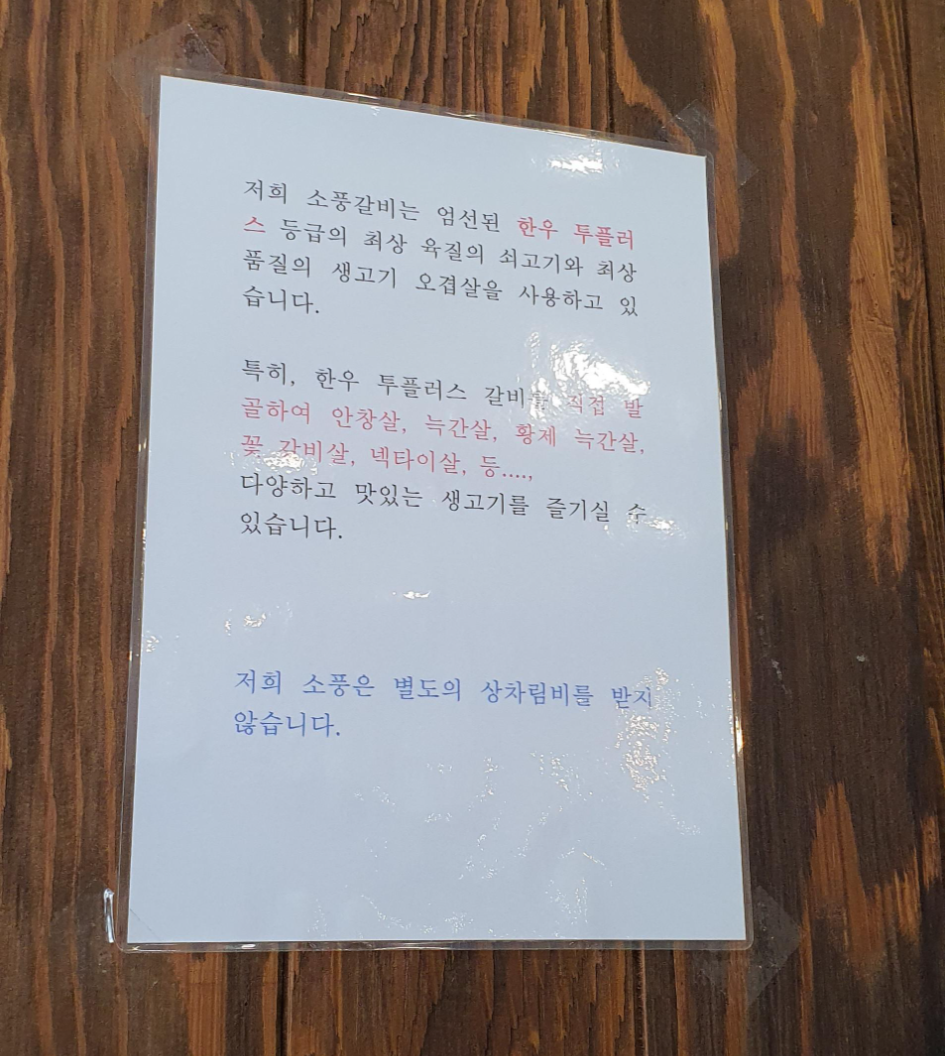 저희 소풍갈비는 엄선된 한우 투플러
스 등급의 최상 육질의 쇠고기와 최상
품질의 생고기 오겹살을 사용하고 있
습니다.
특히, 한우 투플러스 갈비를 직접 발
골하여 안창살, 늑간살, 황제 늑간살,
꽃 갈비살, 넥타이살, 등....,
다양하고 맛있는 생고기를 즐기실 수
있습니다.
저희 소풍은 별도의 상차림비를 받지
않습니다.